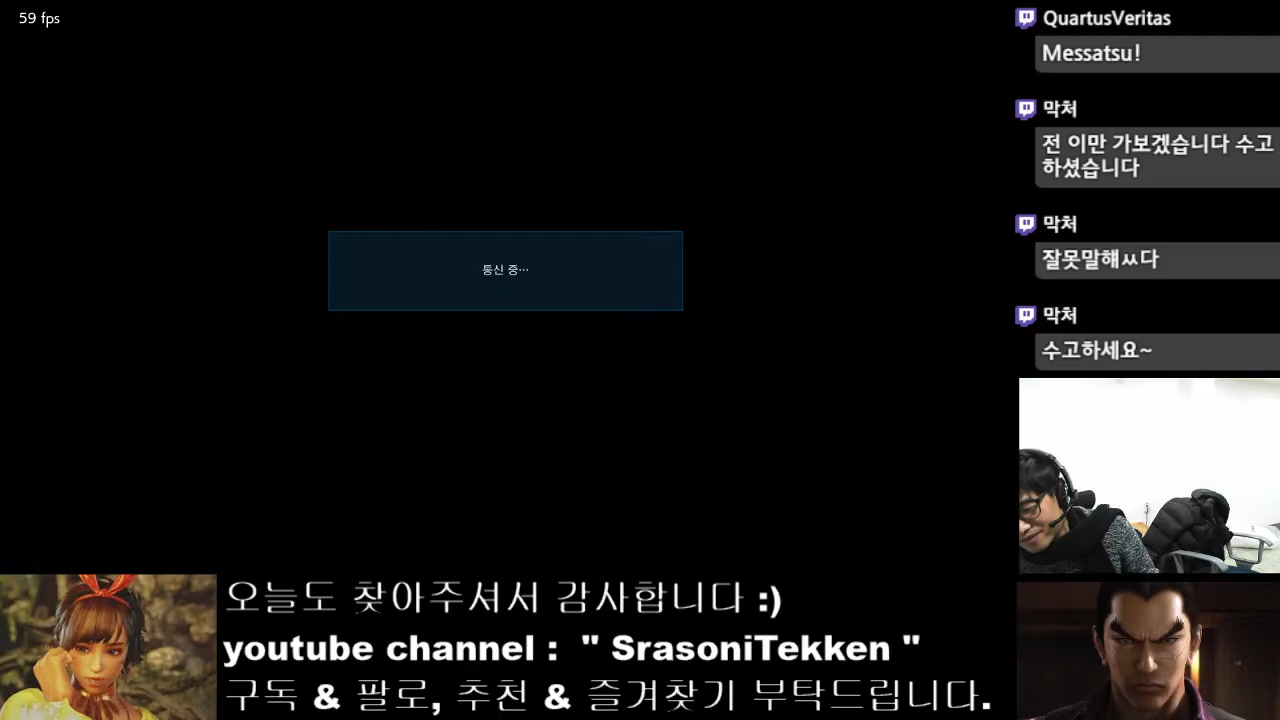 59 fps
통신 중…
QuartusVeritas
Messatsu!
막처
전 이만 가보겠습니다 수고
하셨습니다
막처
잘못말해ㅆ다
막처
수고하세요~
오늘도 찾아주셔서 감사합니다 :)
youtube channel : " SrasoniTekken "
구독 & 팔로, 추천 & 즐겨찾기 부탁드립니다.